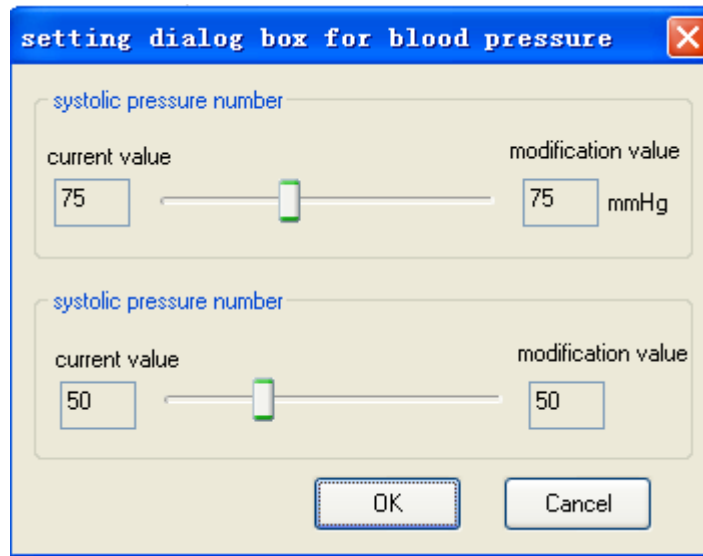 setting dialog box for blood pressure
systolic pressure number
current value
modification value
75
75
mmHg
systolic pressure number
current value
modification value
50
50
OK
Cancel